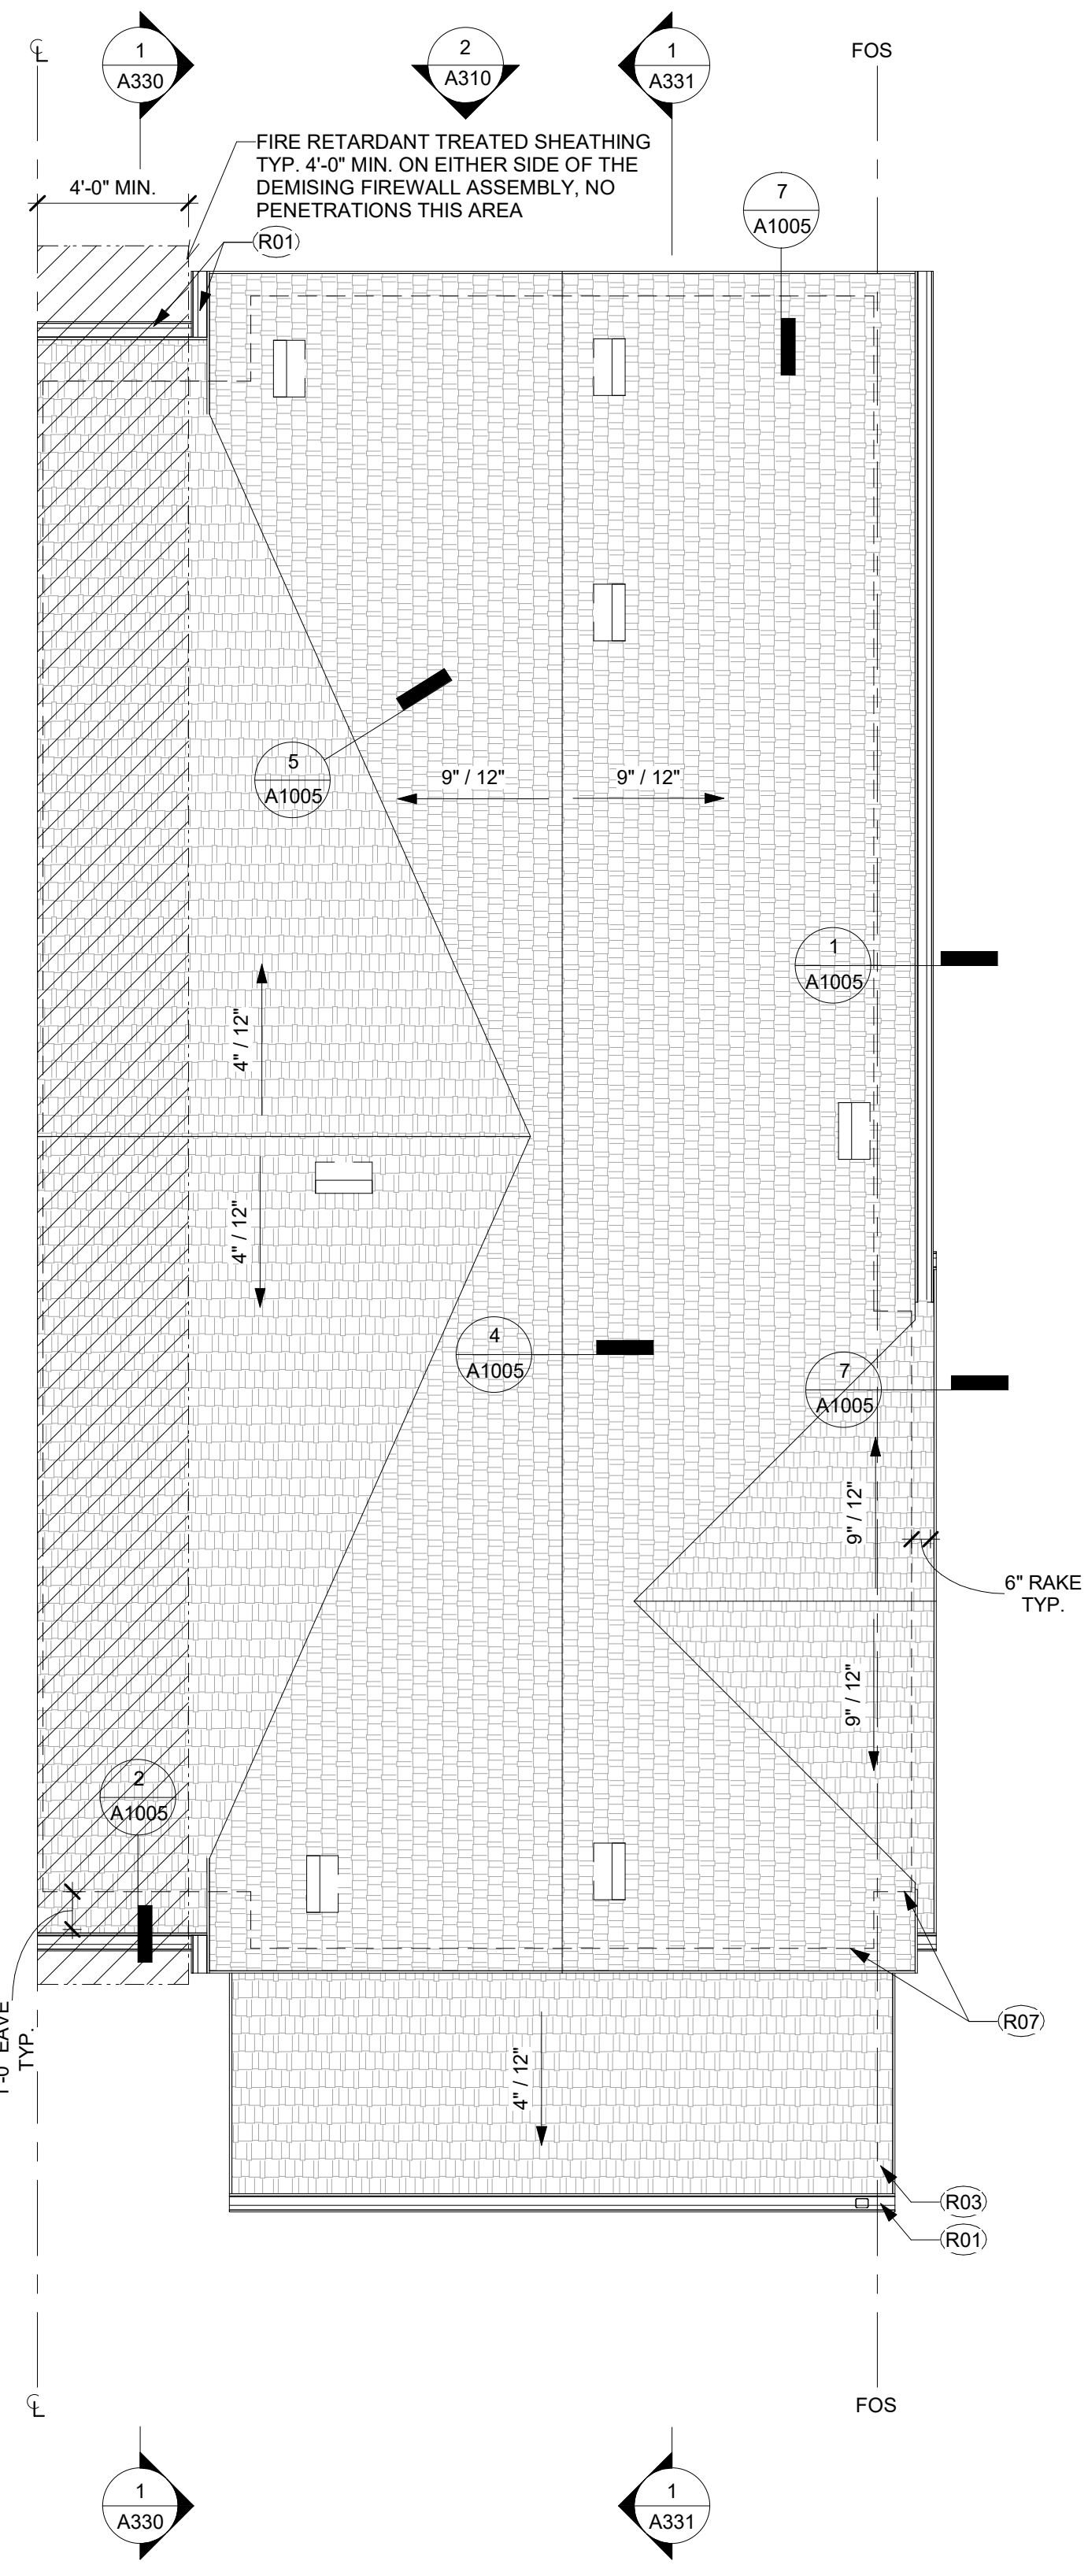 ℄
1
A330
2
A310
1
A331
FOS
FIRE RETARDANT TREATED SHEATHING
TYP. 4'-0" MIN. ON EITHER SIDE OF THE
DEMISING FIREWALL ASSEMBLY, NO
PENETRATIONS THIS AREA
4'-0" MIN.
7
A1005
R01
5
A1005
9" / 12"
9" / 12"
1
A1005
4" / 12"
4" / 12"
4
A1005
7
A1005
9" / 12"
6" RAKE
TYP.
9" / 12"
2
A1005
EAVE
TYP.
R07
4" / 12"
R03
R01
℄
FOS
1
A330
1
A331